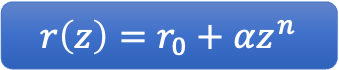 r(z) = r₀ + αzⁿ